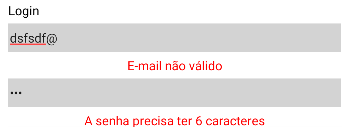 Login
dsfsdf@
E-mail não válido
•••
A senha precisa ter 6 caracteres